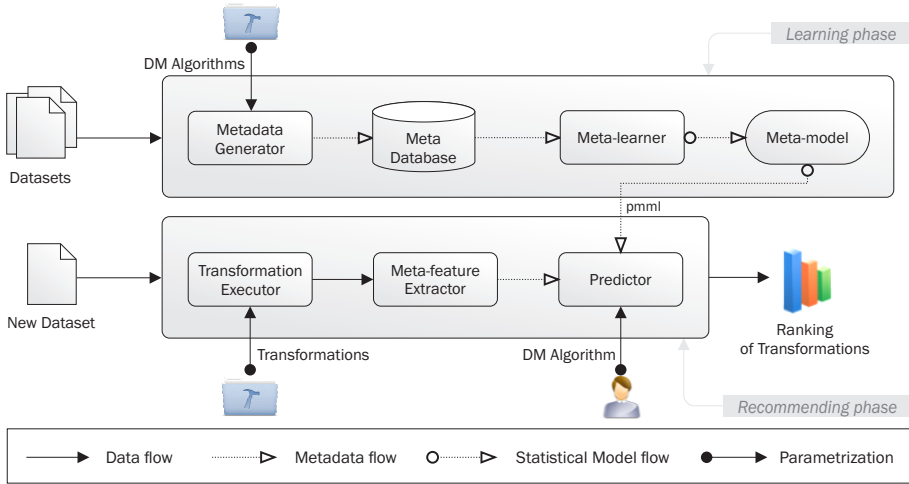 Learning phase
DM Algorithms
Metadada
Generator
Meta
Database
Meta-learner
Meta-model
Datasets
pmml
Transformation
Executor
Meta-feature
Extractor
Predictor
New Dataset
Transformations
DM Algorithm
Ranking
of Transformations
Recommending phase
Data flow
Metadata flow
Statistical Model flow
Parametrization